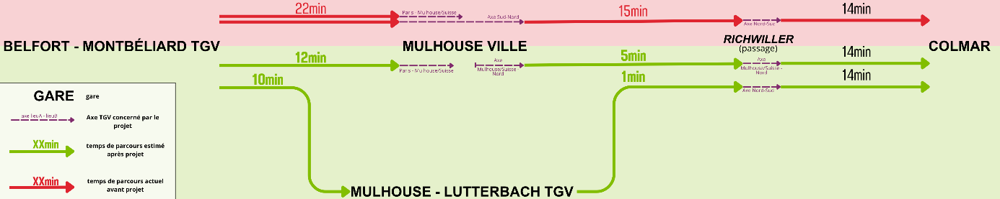 22min
Paris - Mulhouse/Suisse
Axe Sud-Nord
15min
Axe Nord-Sud
14min
BELFORT - MONTBÉLIARD TGV
MULHOUSE VILLE
RICHWILLER
(passage)
COLMAR
12min
Paris - Mulhouse/Suisse
Axe
Mulhouse/Suisse -
Nord
5min
Axe
Mulhouse/Suisse -
Nord
14min
10min
1min
Axe Nord-Sud
14min
MULHOUSE - LUTTERBACH TGV
GARE
gare
axe lieuA - lieuB
Axe TGV concerné par le
projet
XXmin
temps de parcours estimé
après projet
XXmin
temps de parcours actuel
avant projet